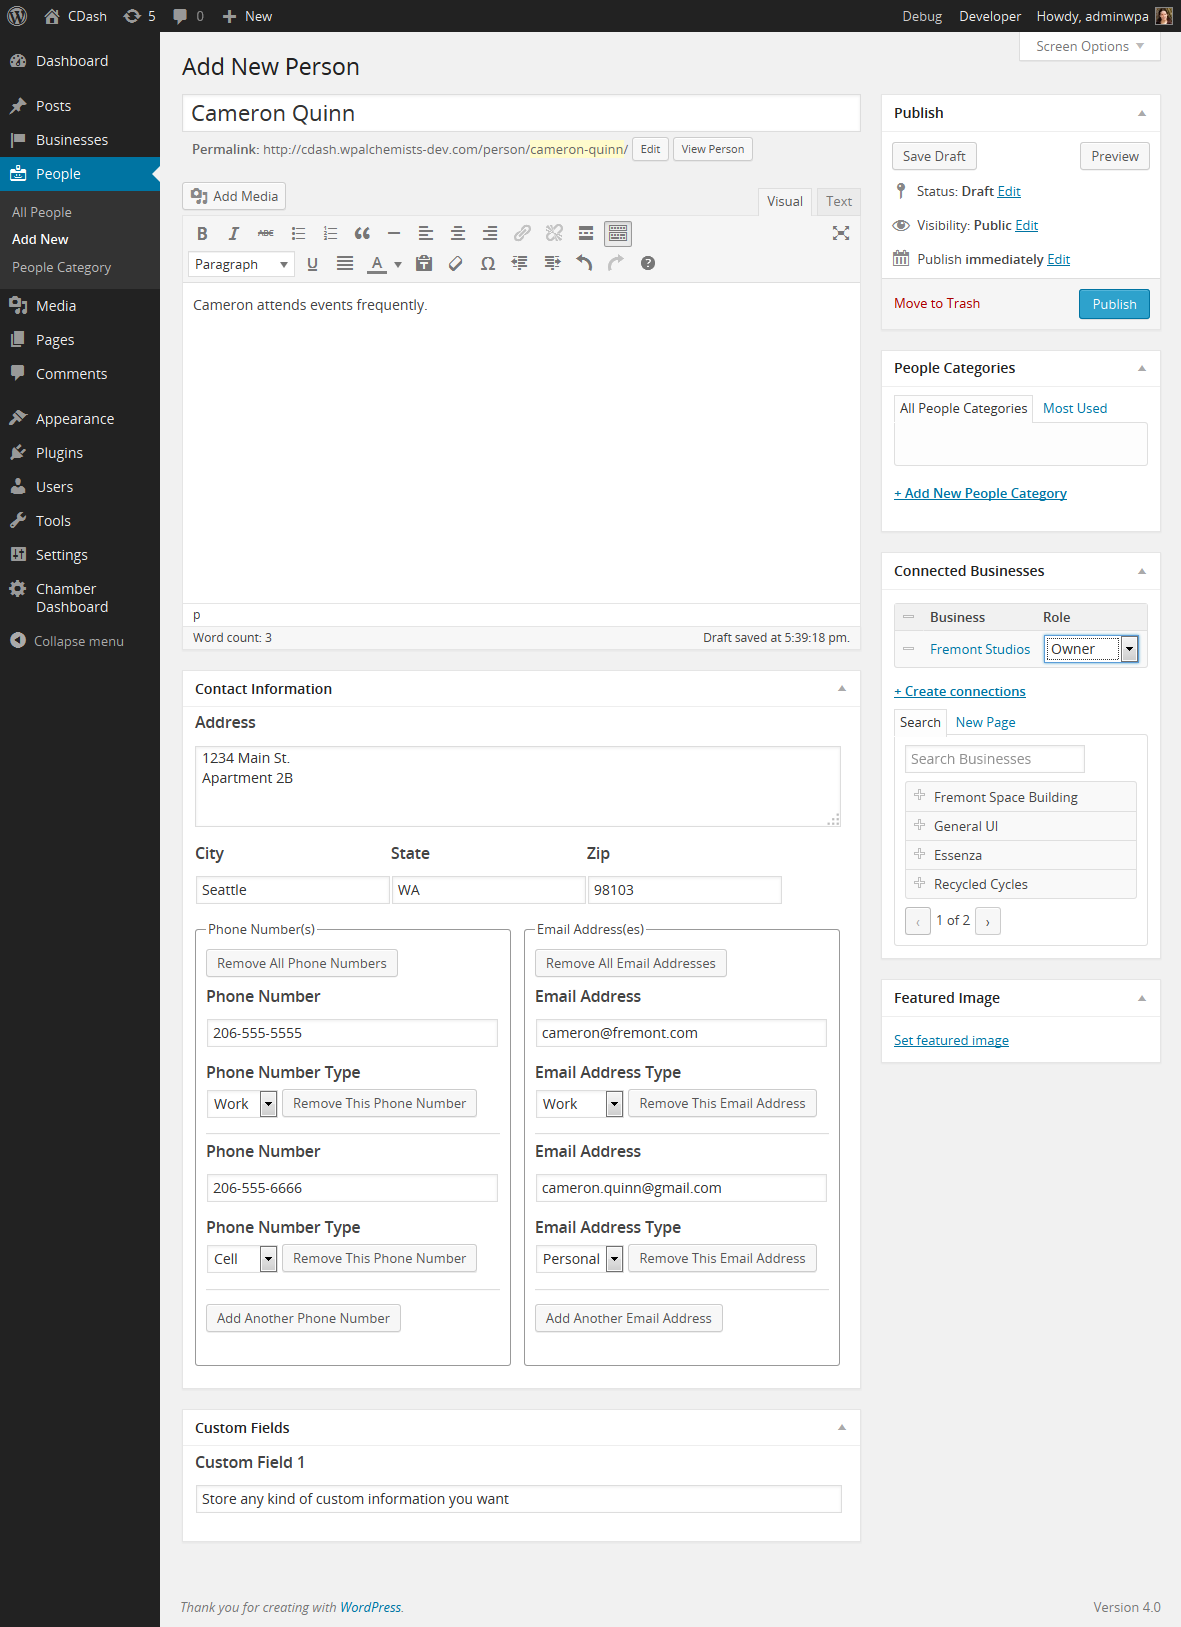 CDash 5 0 + New Debug Developer Howdy, adminwpa
Screen Options
Dashboard
Posts
Businesses
People
All People
Add New
People Category
Media
Pages
Comments
Appearance
Plugins
Users
Tools
Settings
Chamber
Dashboard
Collapse menu
Add New Person
Cameron Quinn
Permalink: http://cdash.wpalchemists-dev.com/person/cameron-quinn/ Edit View Person
Add Media
Visual Text
B I ABC
Paragraph U A Ω ?
Cameron attends events frequently.
p
Word count: 3 Draft saved at 5:39:18 pm.
Contact Information
Address
1234 Main St.
Apartment 2B
City State Zip
Seattle WA 98103
Phone Number(s)
Remove All Phone Numbers
Phone Number
206-555-5555
Phone Number Type
Work Remove This Phone Number
Phone Number
206-555-6666
Phone Number Type
Cell Remove This Phone Number
Add Another Phone Number
Email Address(es)
Remove All Email Addresses
Email Address
cameron@fremont.com
Email Address Type
Work Remove This Email Address
Email Address
cameron.quinn@gmail.com
Email Address Type
Personal Remove This Email Address
Add Another Email Address
Custom Fields
Custom Field 1
Store any kind of custom information you want
Publish
Save Draft Preview
Status: Draft Edit
Visibility: Public Edit
Publish immediately Edit
Move to Trash Publish
People Categories
All People Categories Most Used
+ Add New People Category
Connected Businesses
Business Role
Fremont Studios Owner
+ Create connections
Search New Page
Search Businesses
Fremont Space Building
General UI
Essenza
Recycled Cycles
‹ 1 of 2 ›
Featured Image
Set featured image
Thank you for creating with WordPress. Version 4.0